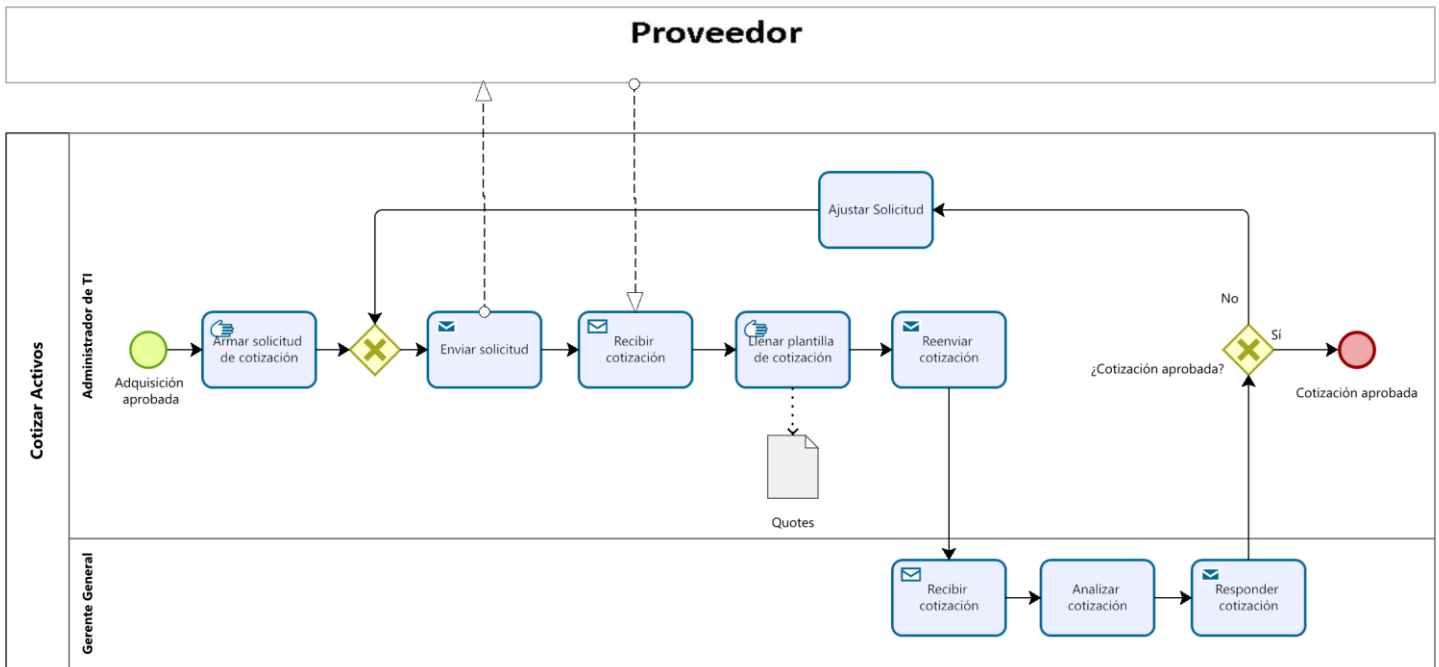 Proveedor
Cotizar Activos
Administrador de TI
Ajustar Solicitud
No
Sí
¿Cotización aprobada?
Cotización aprobada
Adquisición
aprobada
Armar solicitud
de cotización
Enviar solicitud
Recibir
cotización
Llenar plantilla
de cotización
Reenviar
cotización
Quotes
Gerente General
Recibir
cotización
Analizar
cotización
Responder
cotización